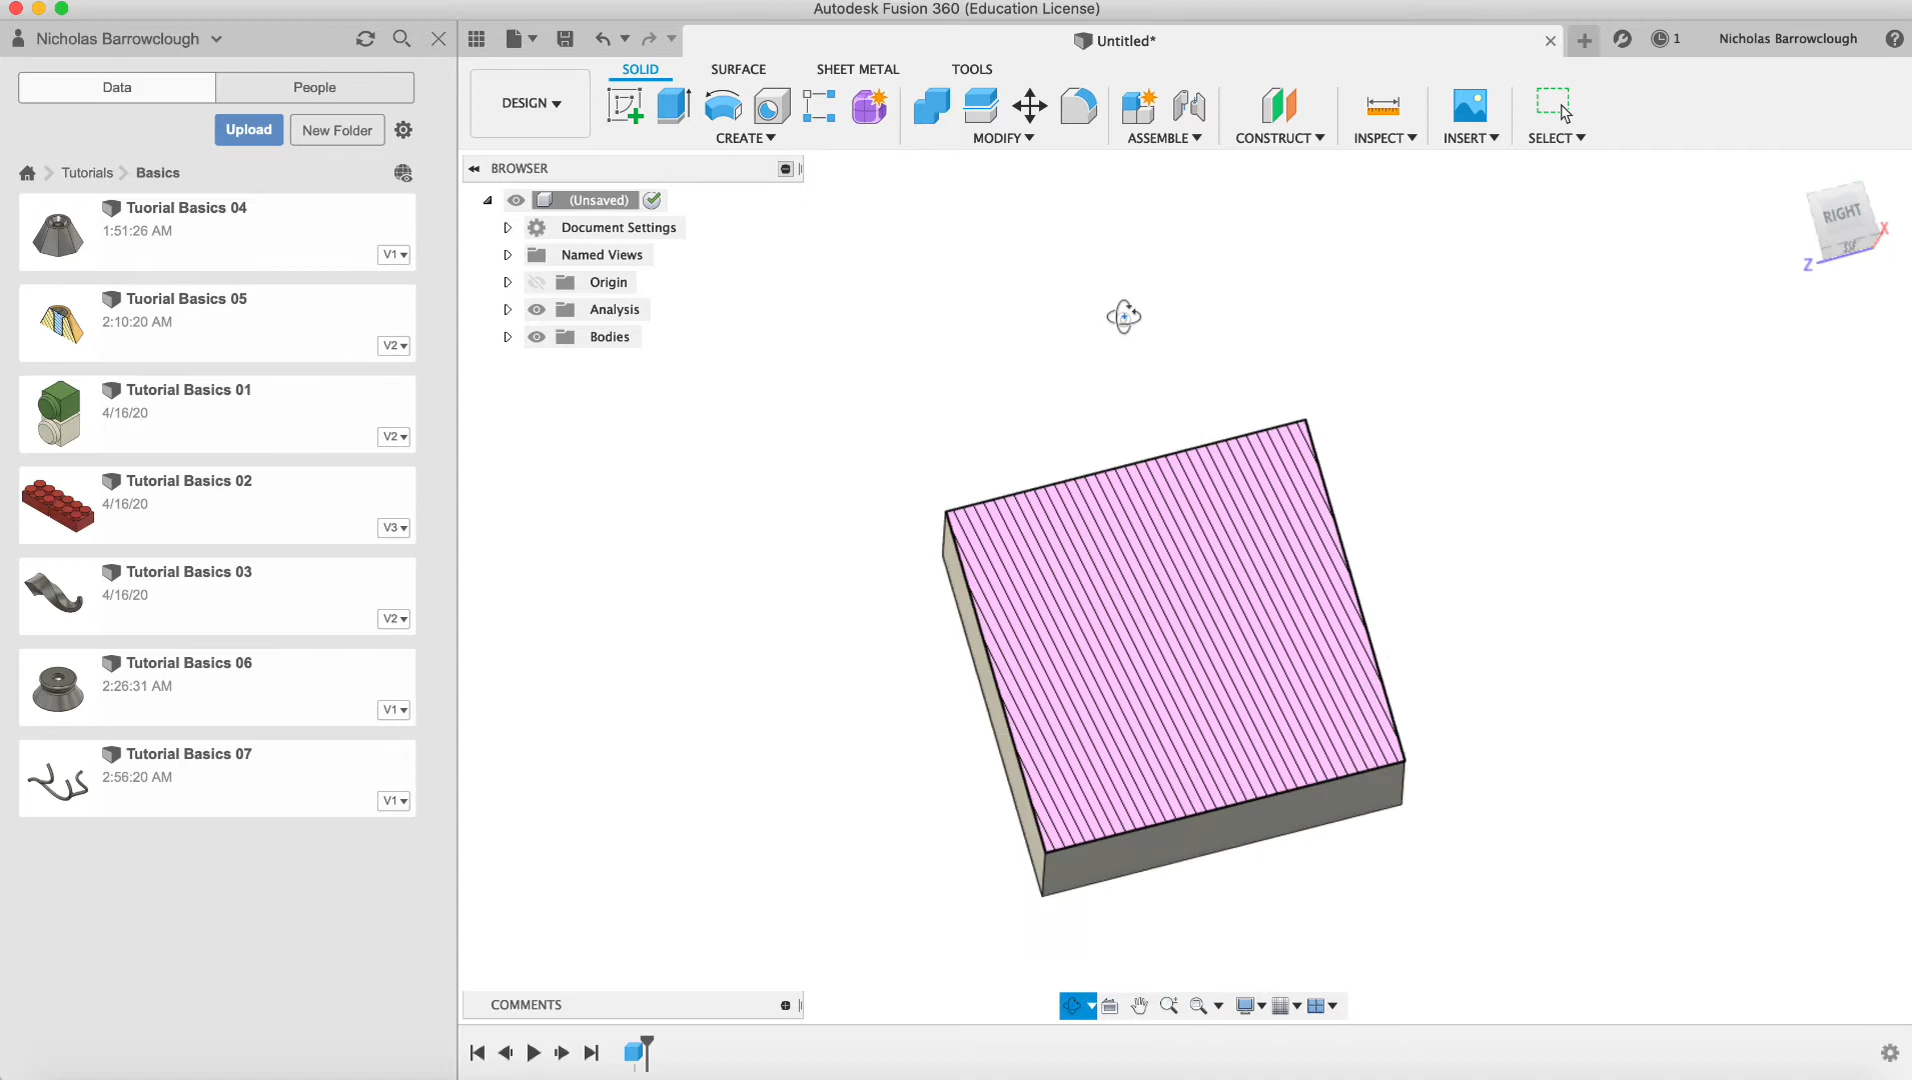 Autodesk Fusion 360 (Education License)
Nicholas Barrowclough
Untitled*
1
Nicholas Barrowclough
Data
People
Upload
New Folder
Tutorials
Basics
Tuorial Basics 04
1:51:26 AM
V1
Tuorial Basics 05
2:10:20 AM
V2
Tutorial Basics 01
4/16/20
V2
Tutorial Basics 02
4/16/20
V3
Tutorial Basics 03
4/16/20
V2
Tutorial Basics 06
2:26:31 AM
V1
Tutorial Basics 07
2:56:20 AM
V1
SOLID
SURFACE
SHEET METAL
TOOLS
DESIGN
CREATE
MODIFY
ASSEMBLE
CONSTRUCT
INSPECT
INSERT
SELECT
BROWSER
(Unsaved)
Document Settings
Named Views
Origin
Analysis
Bodies
RIGHT
X
Z
COMMENTS